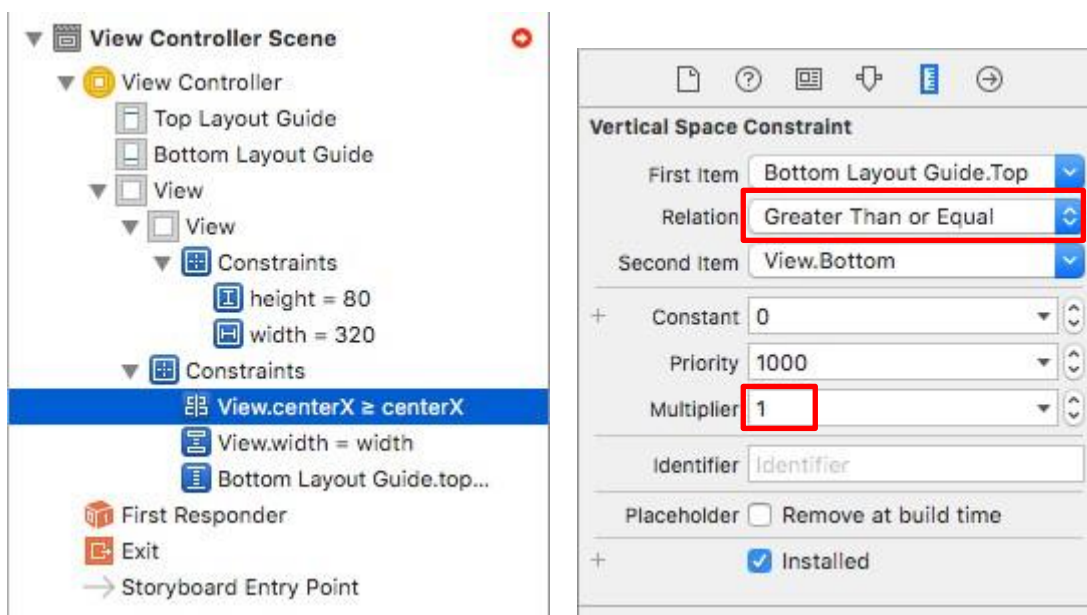 View Controller Scene
View Controller
Top Layout Guide
Bottom Layout Guide
View
View
Constraints
height = 80
width = 320
Constraints
View.centerX ≥ centerX
View.width = width
Bottom Layout Guide.top...
First Responder
Exit
Storyboard Entry Point
Vertical Space Constraint
First Item Bottom Layout Guide.Top
Relation Greater Than or Equal
Second Item View.Bottom
+ Constant 0
Priority 1000
Multiplier 1
Identifier Identifier
Placeholder Remove at build time
+ Installed